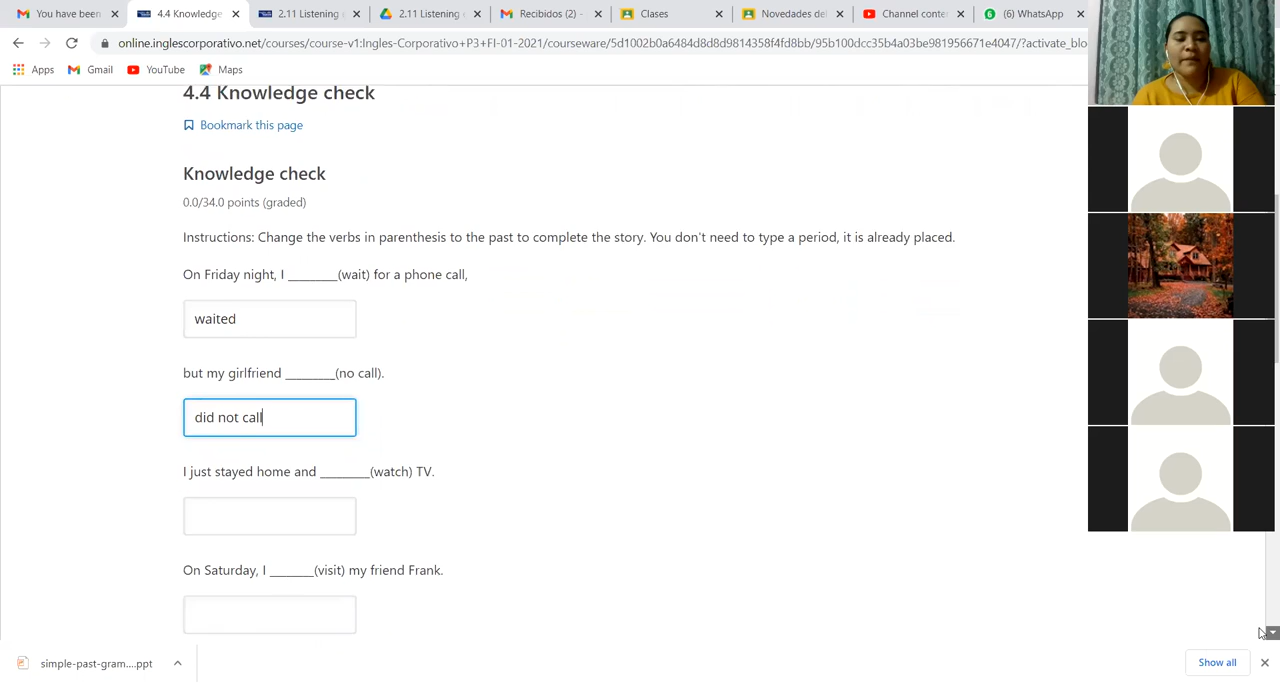 You have been
4.4 Knowledge
2.11 Listening
2.11 Listening
Recibidos (2) -
Clases
Novedades del
Channel conten
6 (6) WhatsApp
online.inglescorporativo.net/courses/course-v1:Ingles-Corporativo+P3+FI-01-2021/courseware/5d1002b0a6484d8d8d9814358f4fd8bb/95b100dcc35b4a03be981956671e4047/?activate_blo
Apps Gmail YouTube Maps
4.4 Knowledge check
Bookmark this page
Knowledge check
0.0/34.0 points (graded)
Instructions: Change the verbs in parenthesis to the past to complete the story. You don't need to type a period, it is already placed.
On Friday night, I _______(wait) for a phone call,
waited
but my girlfriend _______(no call).
did not call
I just stayed home and _______(watch) TV.
On Saturday, I ______(visit) my friend Frank.
simple-past-gram....ppt
Show all